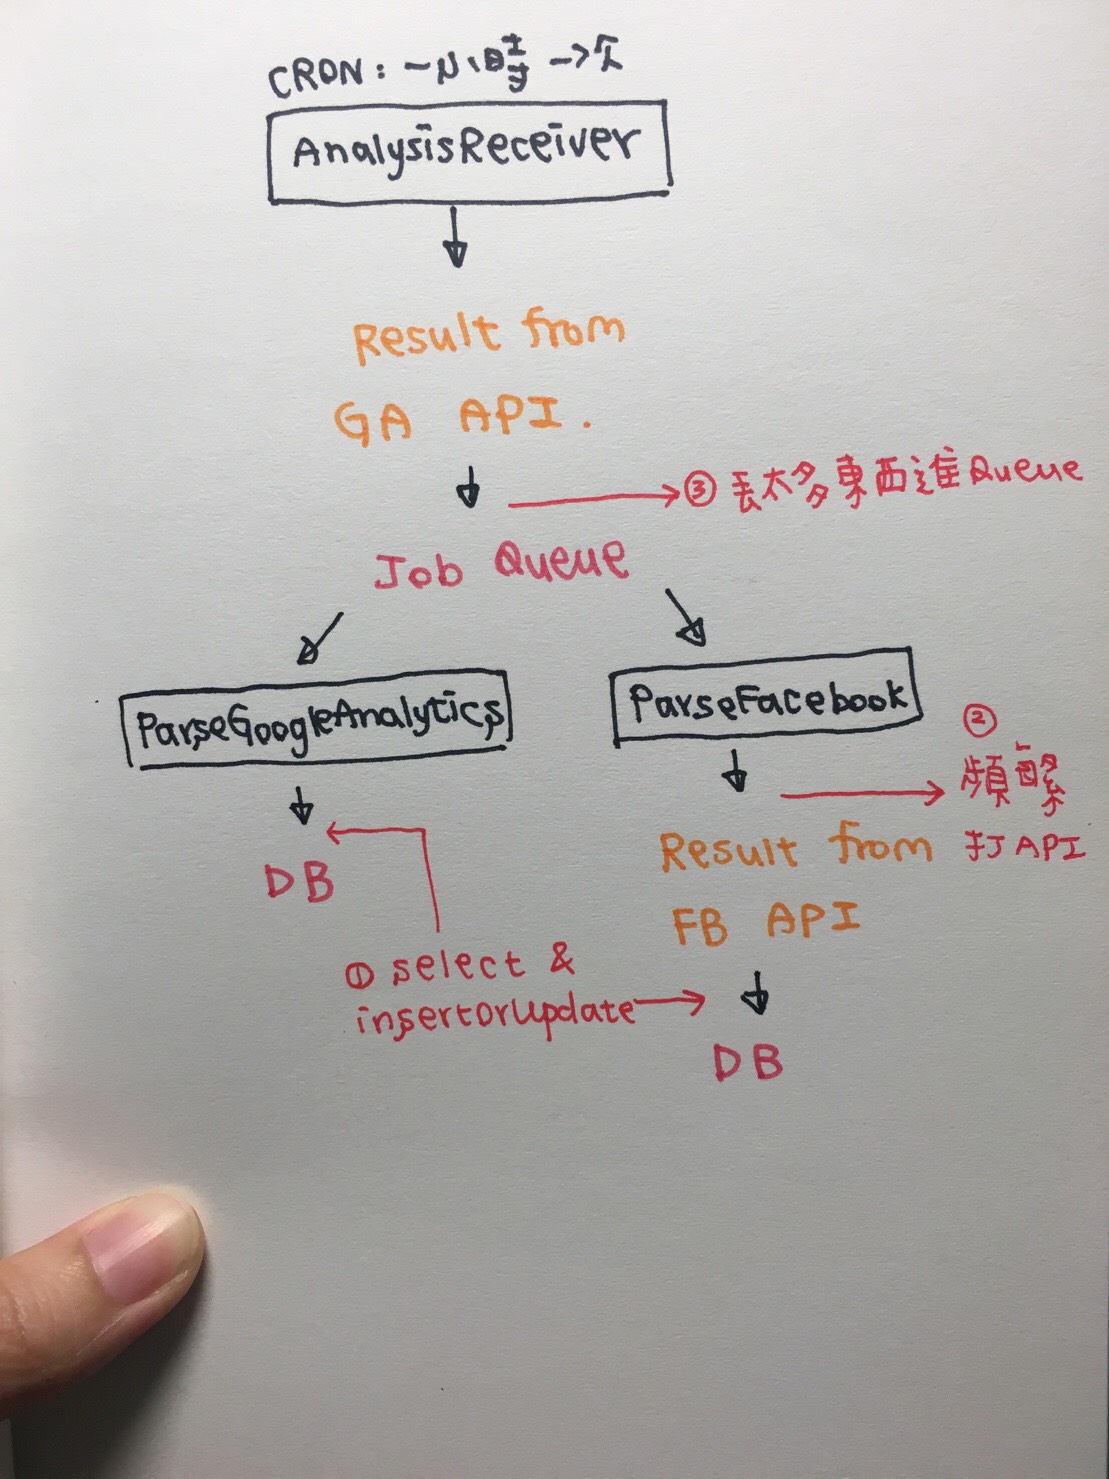 CRON: 一小時一次
AnalysisReceiver
Result from
GA API.
③ 丟太多東西進Queue
Job Queue
ParseGoogleAnalytics
ParseFacebook
②
頻繁
打API
DB
Result from
FB API
① select &
insertOrUpdate
DB